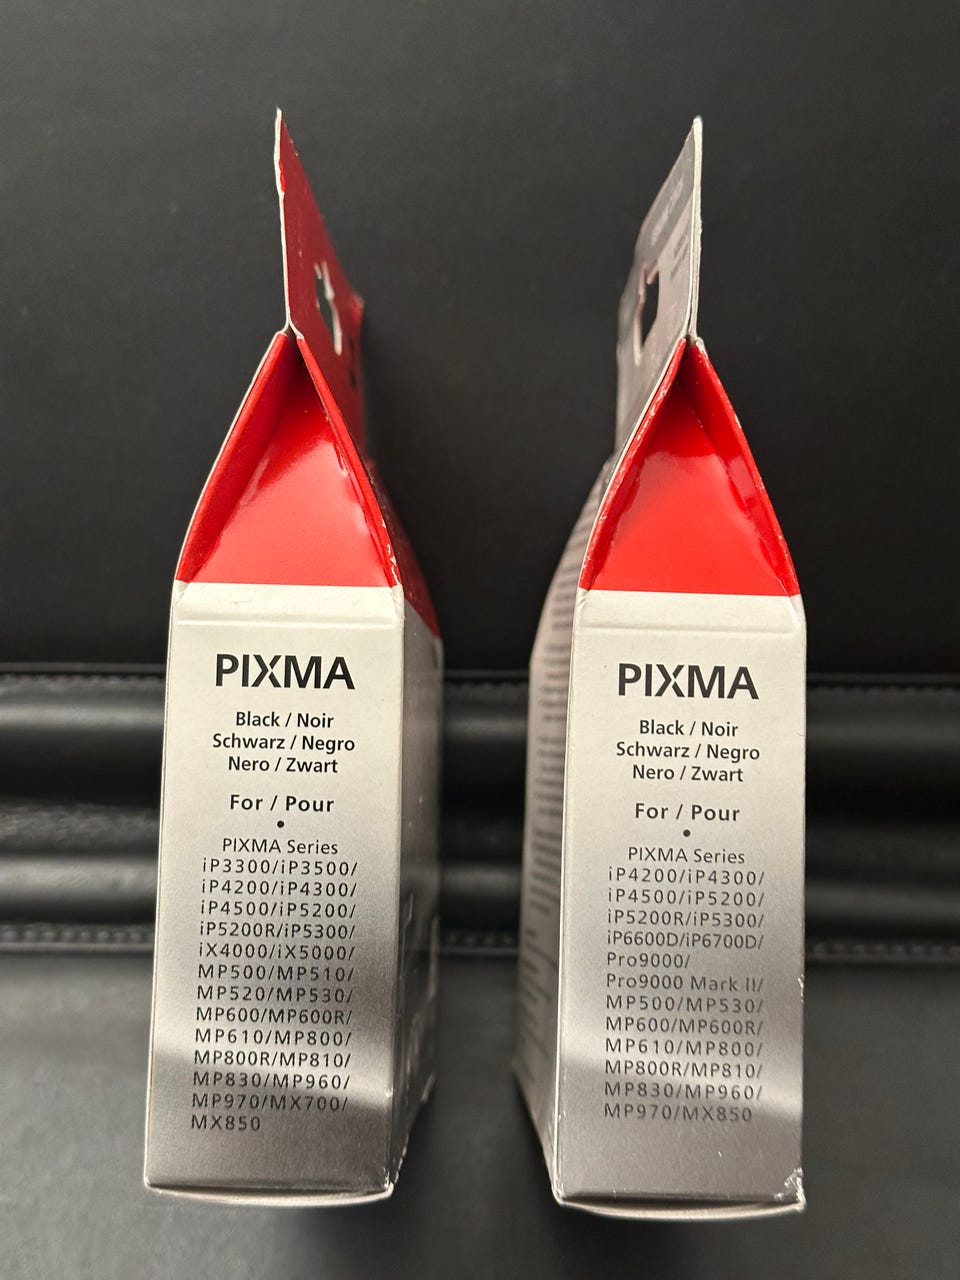 PIXMA
Black / Noir
Schwarz / Negro
Nero / Zwart
For / Pour
•
PIXMA Series
iP3300/iP3500/
iP4200/iP4300/
iP4500/iP5200/
iP5200R/iP5300/
iX4000/iX5000/
MP500/MP510/
MP520/MP530/
MP600/MP600R/
MP610/MP800/
MP800R/MP810/
MP830/MP960/
MP970/MX700/
MX850
PIXMA
Black / Noir
Schwarz / Negro
Nero / Zwart
For / Pour
•
PIXMA Series
iP4200/iP4300/
iP4500/iP5200/
iP5200R/iP5300/
iP6600D/iP6700D/
Pro9000/
Pro9000 Mark II/
MP500/MP530/
MP600/MP600R/
MP610/MP800/
MP800R/MP810/
MP830/MP960/
MP970/MX850